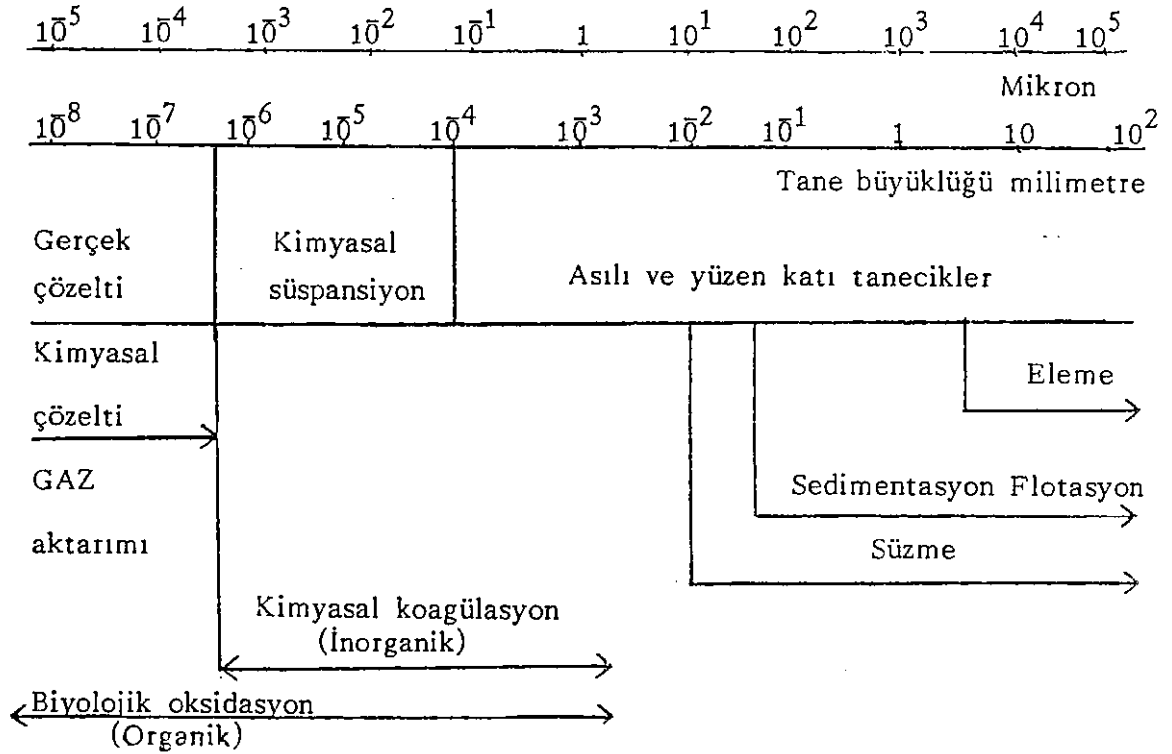 10⁻⁵ 10⁻⁴ 10⁻³ 10⁻² 10⁻¹ 1 10¹ 10² 10³ 10⁴ 10⁵
Mikron
10⁻⁸ 10⁻⁷ 10⁻⁶ 10⁻⁵ 10⁻⁴ 10⁻³ 10⁻² 10⁻¹ 1 10 10²
Tane büyüklüğü milimetre
Gerçek
çözelti
Kimyasal
süspansiyon
Asılı ve yüzen katı tanecikler
Kimyasal
çözelti
Eleme
GAZ
aktarımı
Sedimentasyon Flotasyon
Süzme
Kimyasal koagülasyon
(İnorganik)
Biyolojik oksidasyon
(Organik)